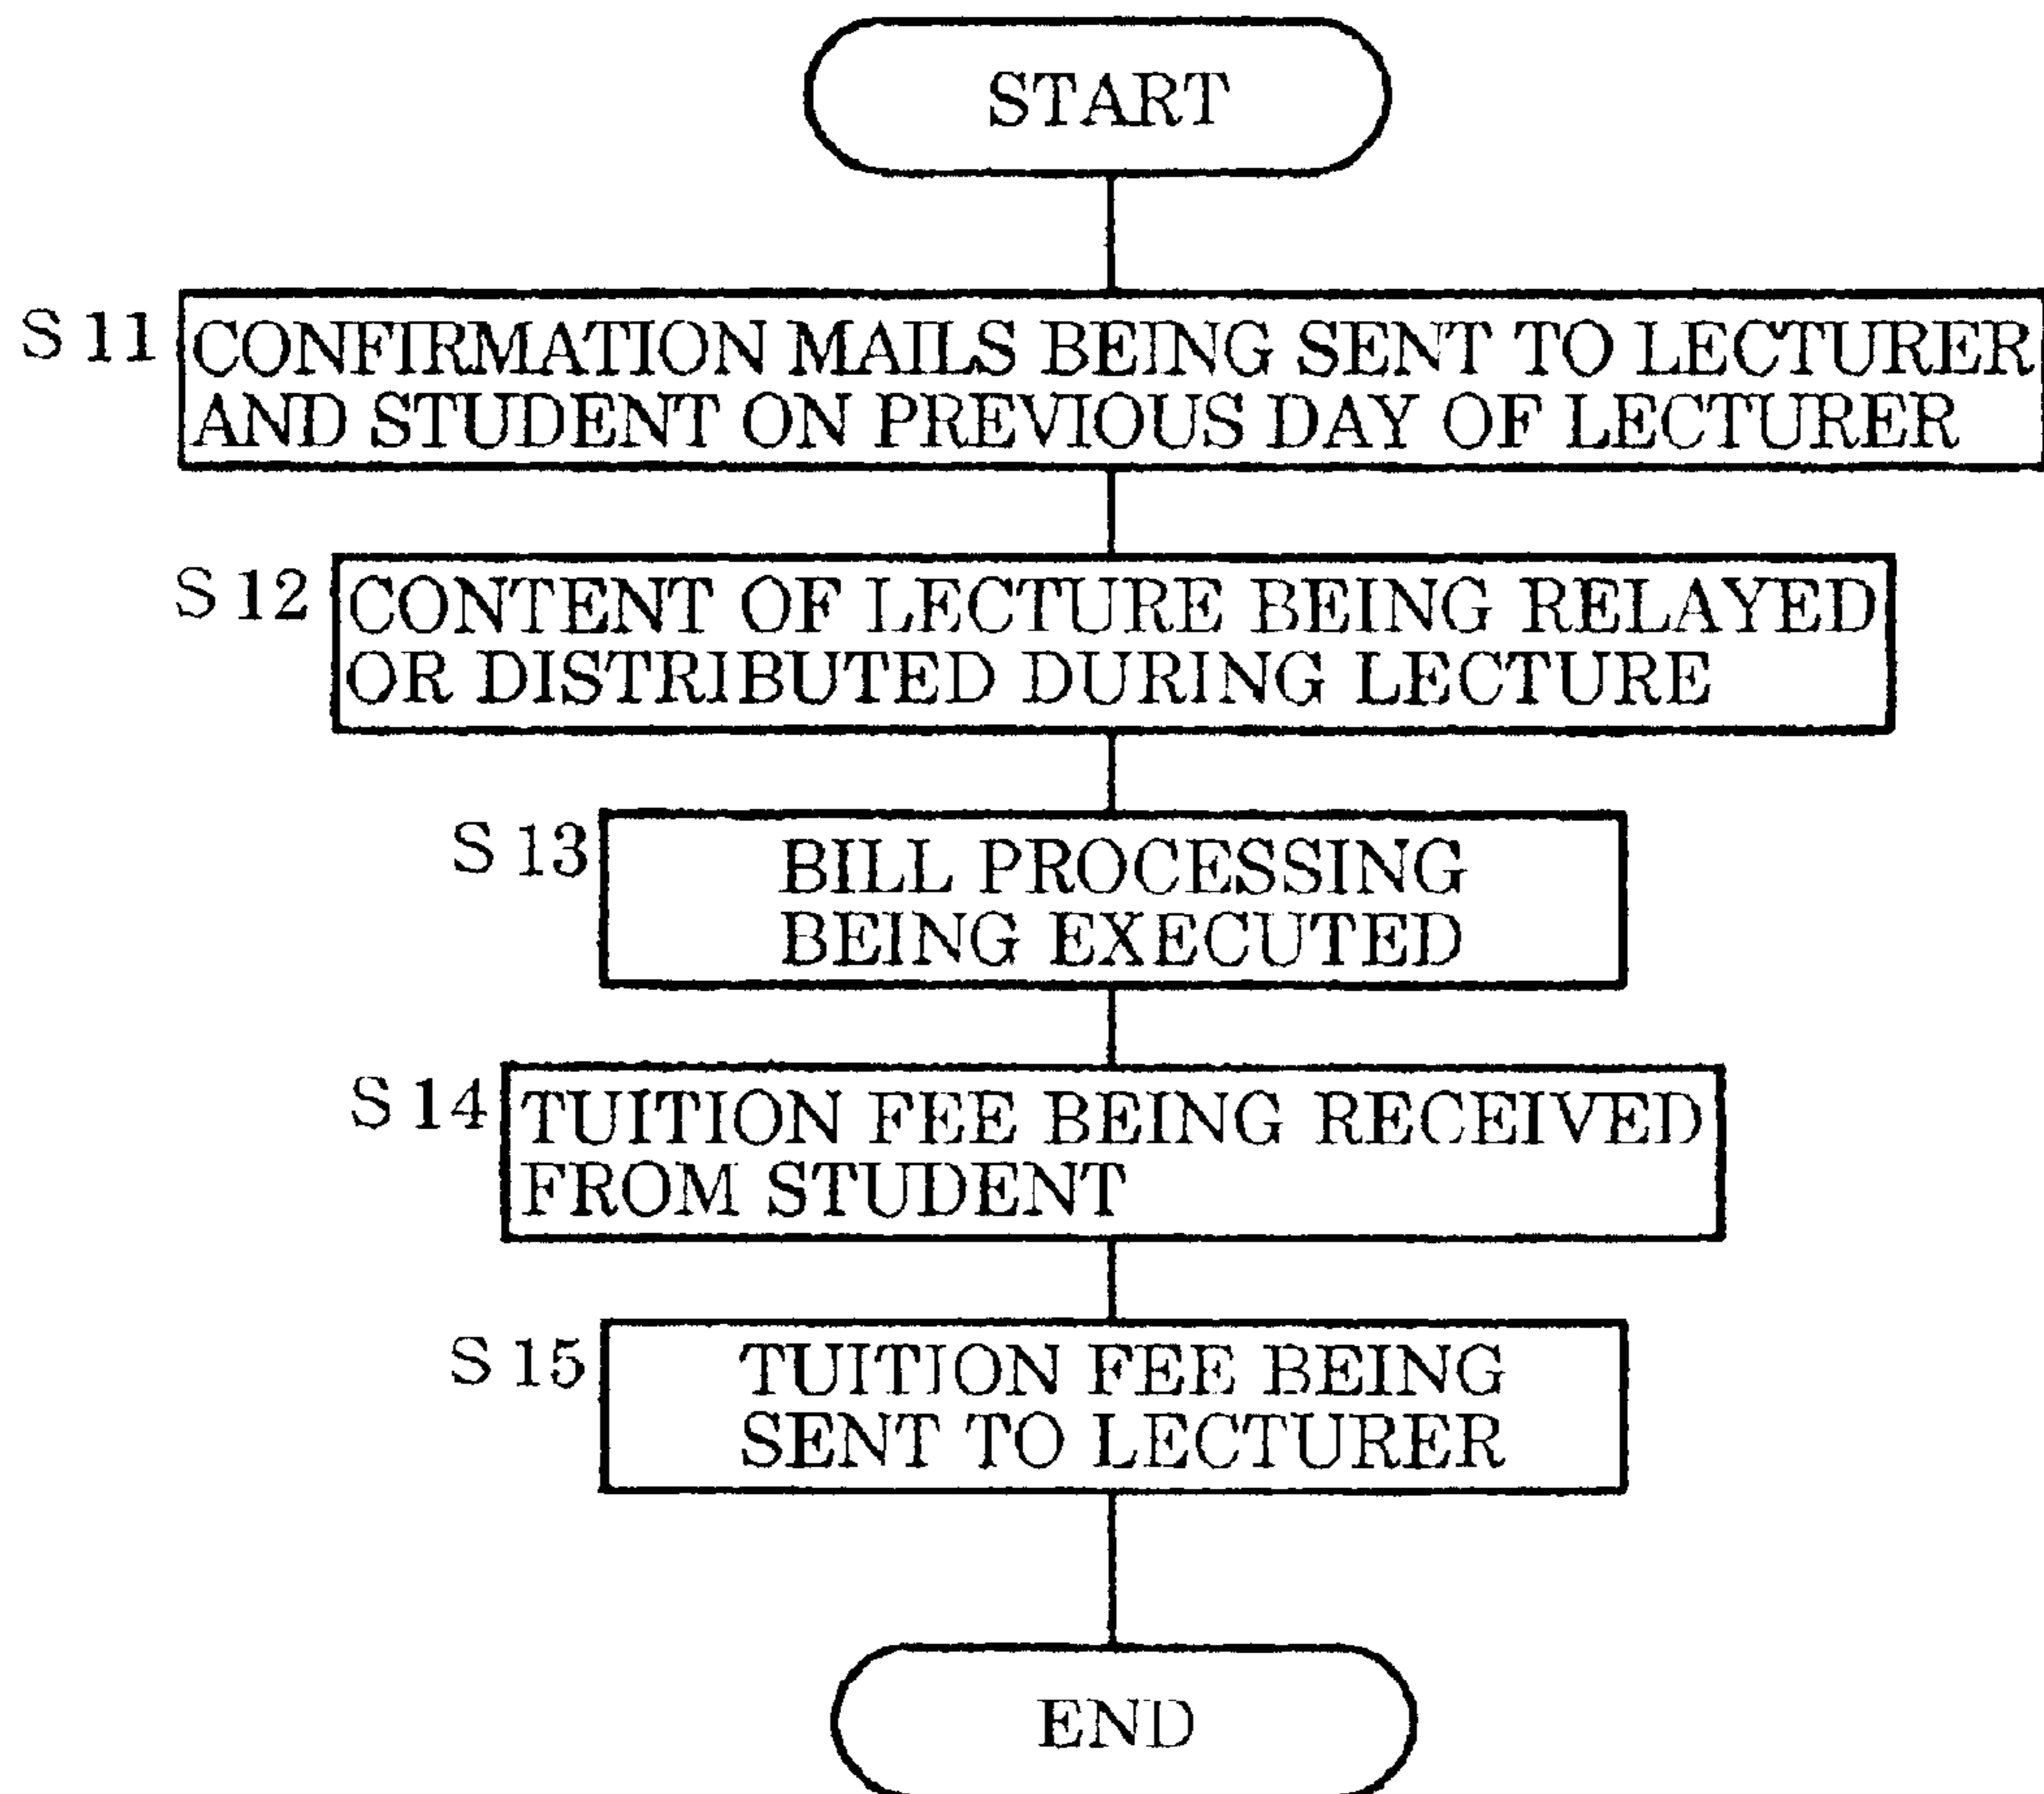 START
S 11 CONFIRMATION MAILS BEING SENT TO LECTURER
AND STUDENT ON PREVIOUS DAY OF LECTURER
S 12 CONTENT OF LECTURE BEING RELAYED
OR DISTRIBUTED DURING LECTURE
S 13 BILL PROCESSING
BEING EXECUTED
S 14 TUITION FEE BEING RECEIVED
FROM STUDENT
S 15 TUITION FEE BEING
SENT TO LECTURER
END